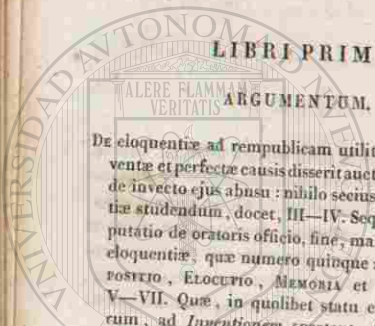 LIBRI PRIM
ARGUMENTUM.
DE eloquentiæ ad rempublicam utilit
ventæ et perfectæ causis disserit auct
de invecto ejus abusu : nihilo secius
tiæ studendum, docet, III—IV. Seq
putatio de oratoris officio, fine, ma
eloquentiæ, quæ numero quinque
POSITIO, ELOCUTIO, MEMORIA et
V—VII. Quæ, in quolibet statu e
rum, ad Inventionem
ALERE FLAMMAM
VERITATIS